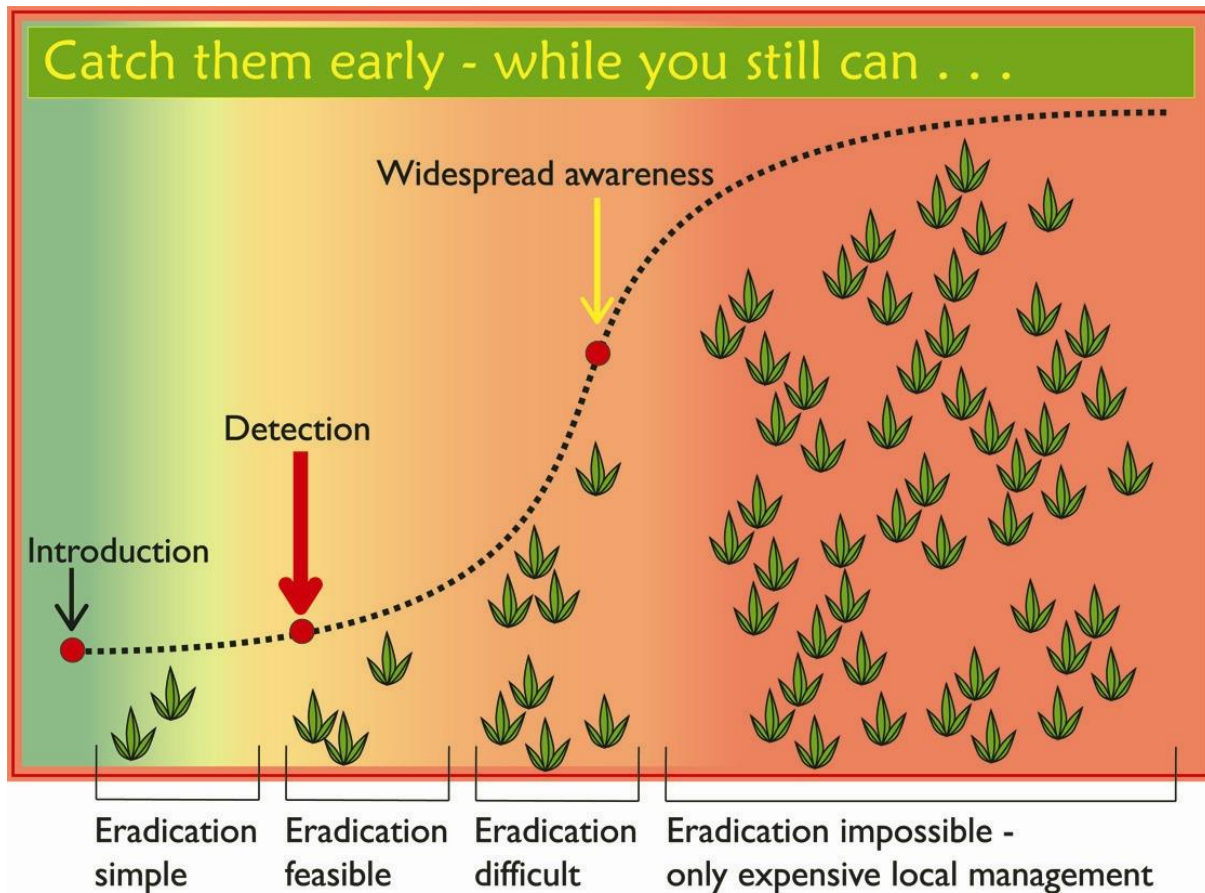 Catch them early - while you still can . . .
Widespread awareness
Detection
Introduction
Eradication
simple
Eradication
feasible
Eradication
difficult
Eradication impossible -
only expensive local management